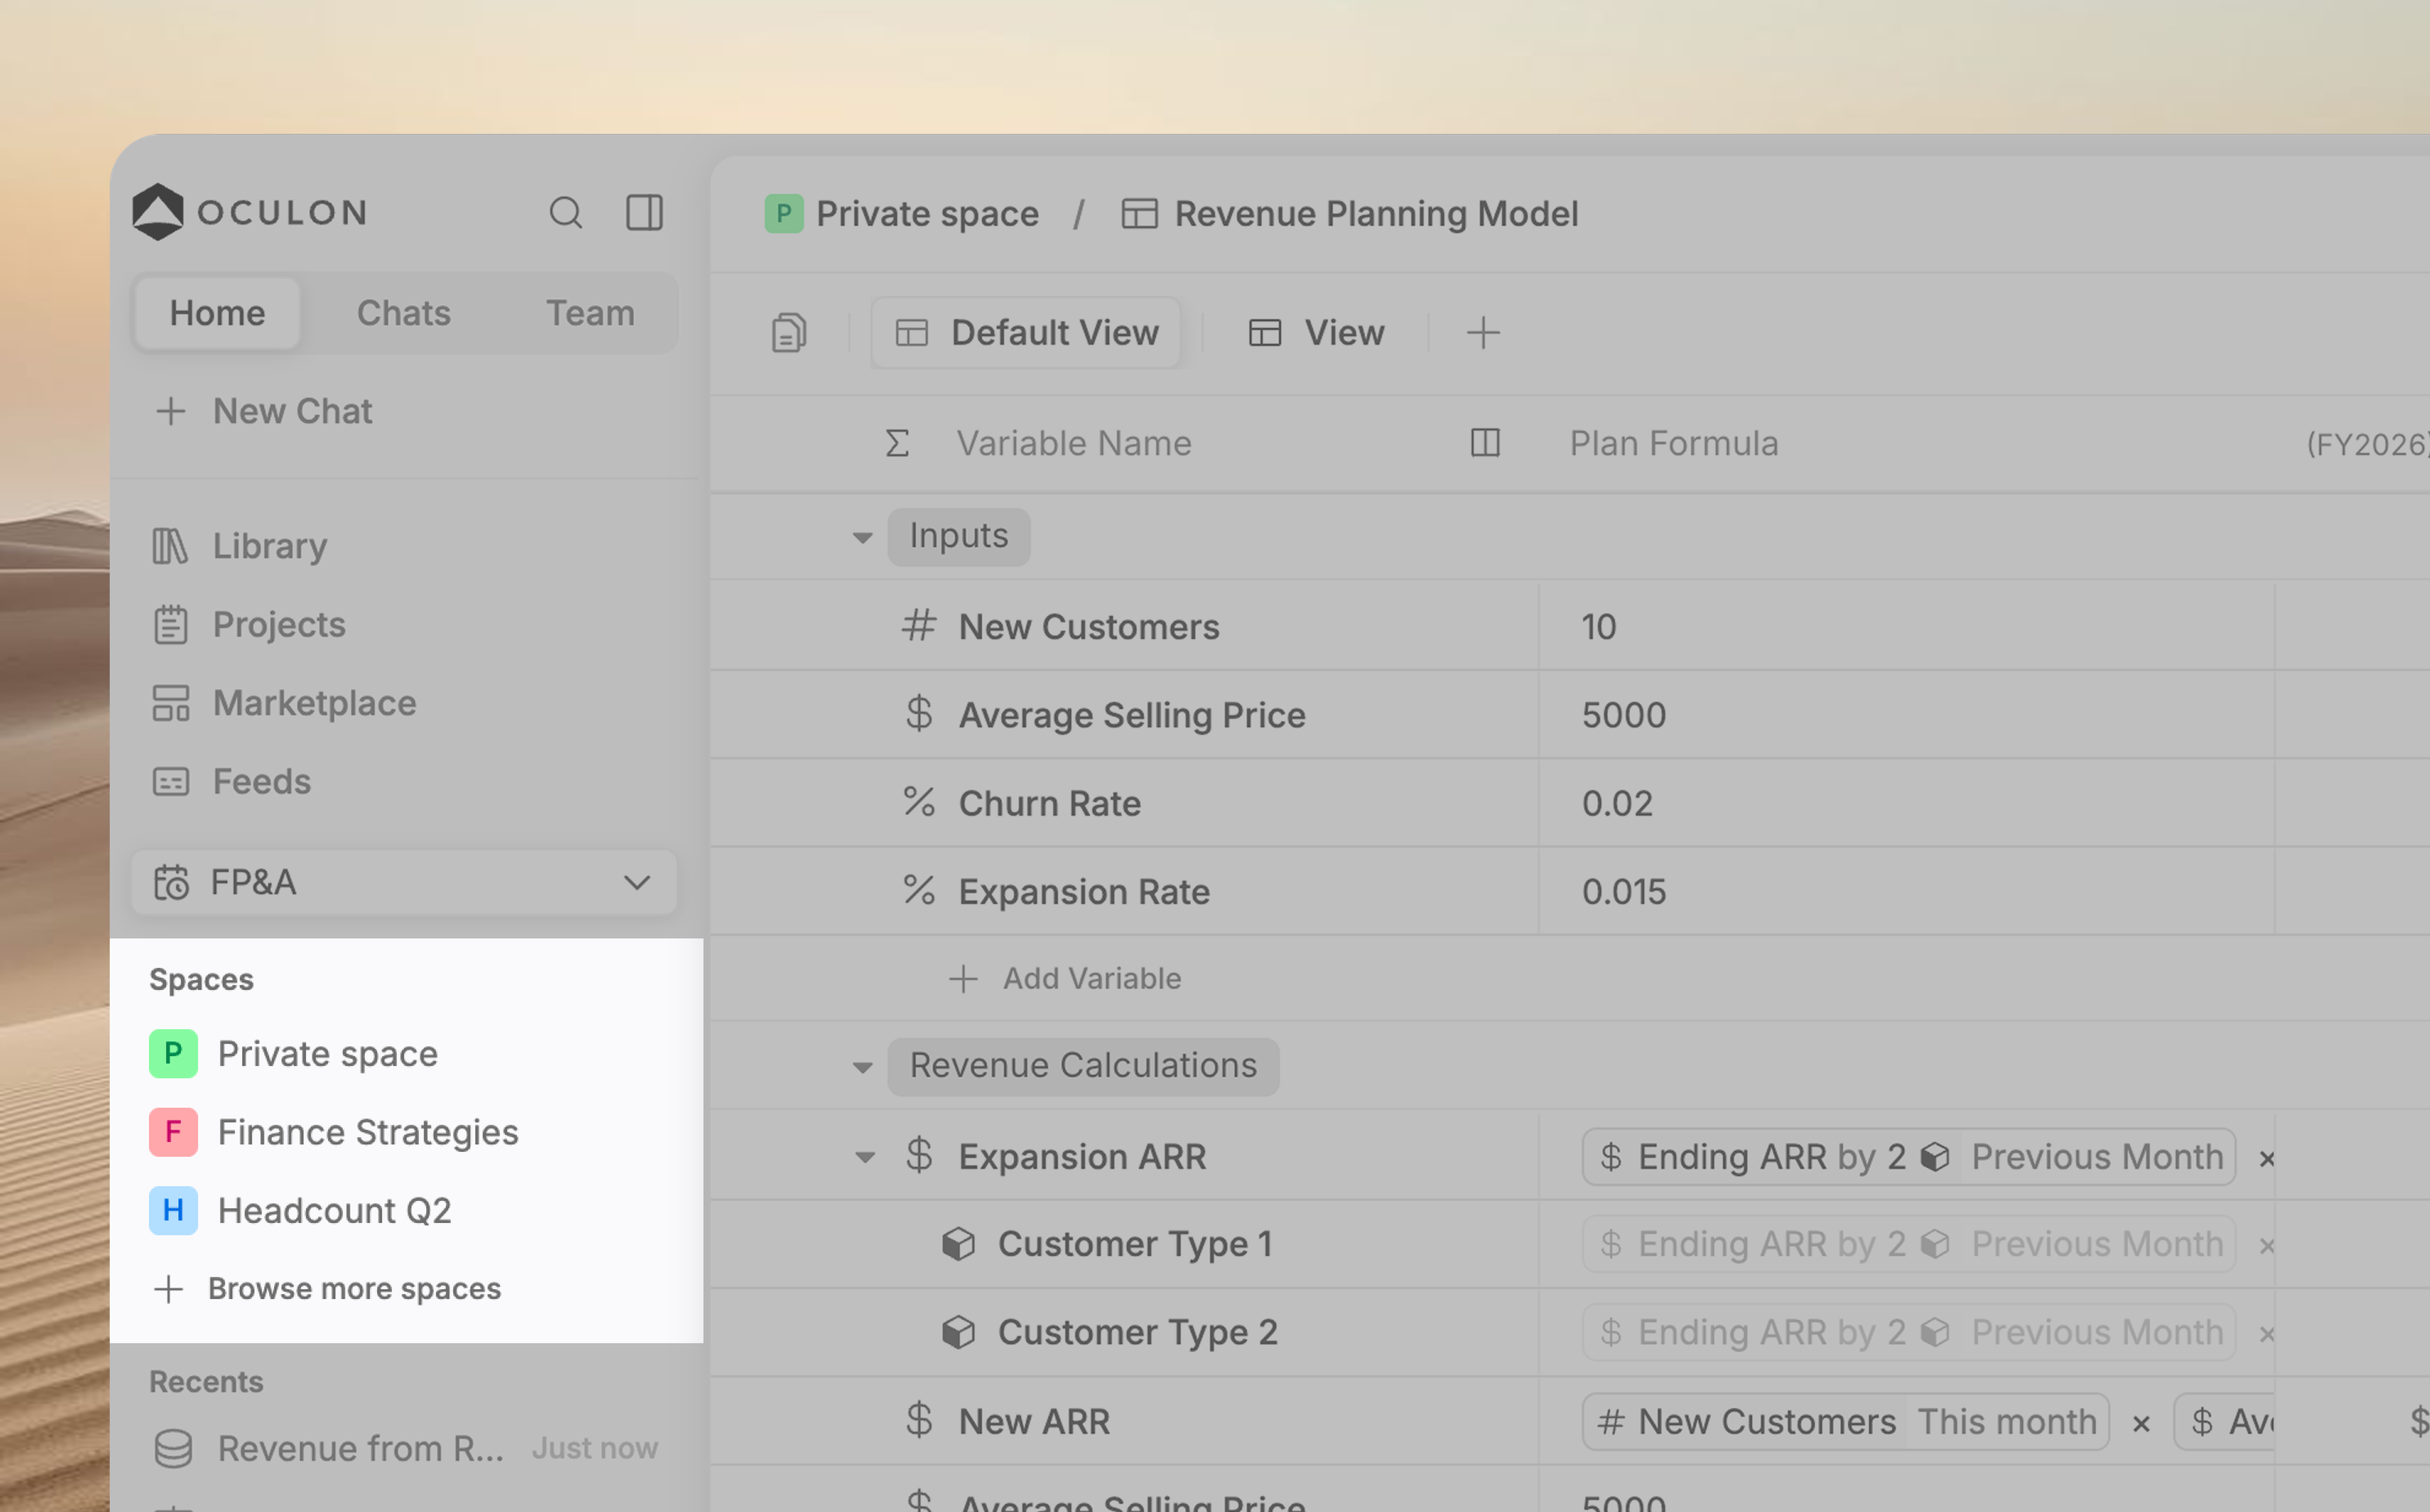 OCULON
Home Chats Team
New Chat
Library
Projects
Marketplace
Feeds
FP&A
Spaces
P Private space
F Finance Strategies
H Headcount Q2
Browse more spaces
Recents
Revenue from R... Just now
P Private space / Revenue Planning Model
Default View View
Σ Variable Name Plan Formula (FY2026)
Inputs
# New Customers 10
$ Average Selling Price 5000
% Churn Rate 0.02
% Expansion Rate 0.015
Add Variable
Revenue Calculations
$ Expansion ARR $ Ending ARR by 2 Previous Month ×
Customer Type 1 $ Ending ARR by 2 Previous Month ×
Customer Type 2 $ Ending ARR by 2 Previous Month ×
$ New ARR # New Customers This month × $ $
$ Average Selling Price 5000